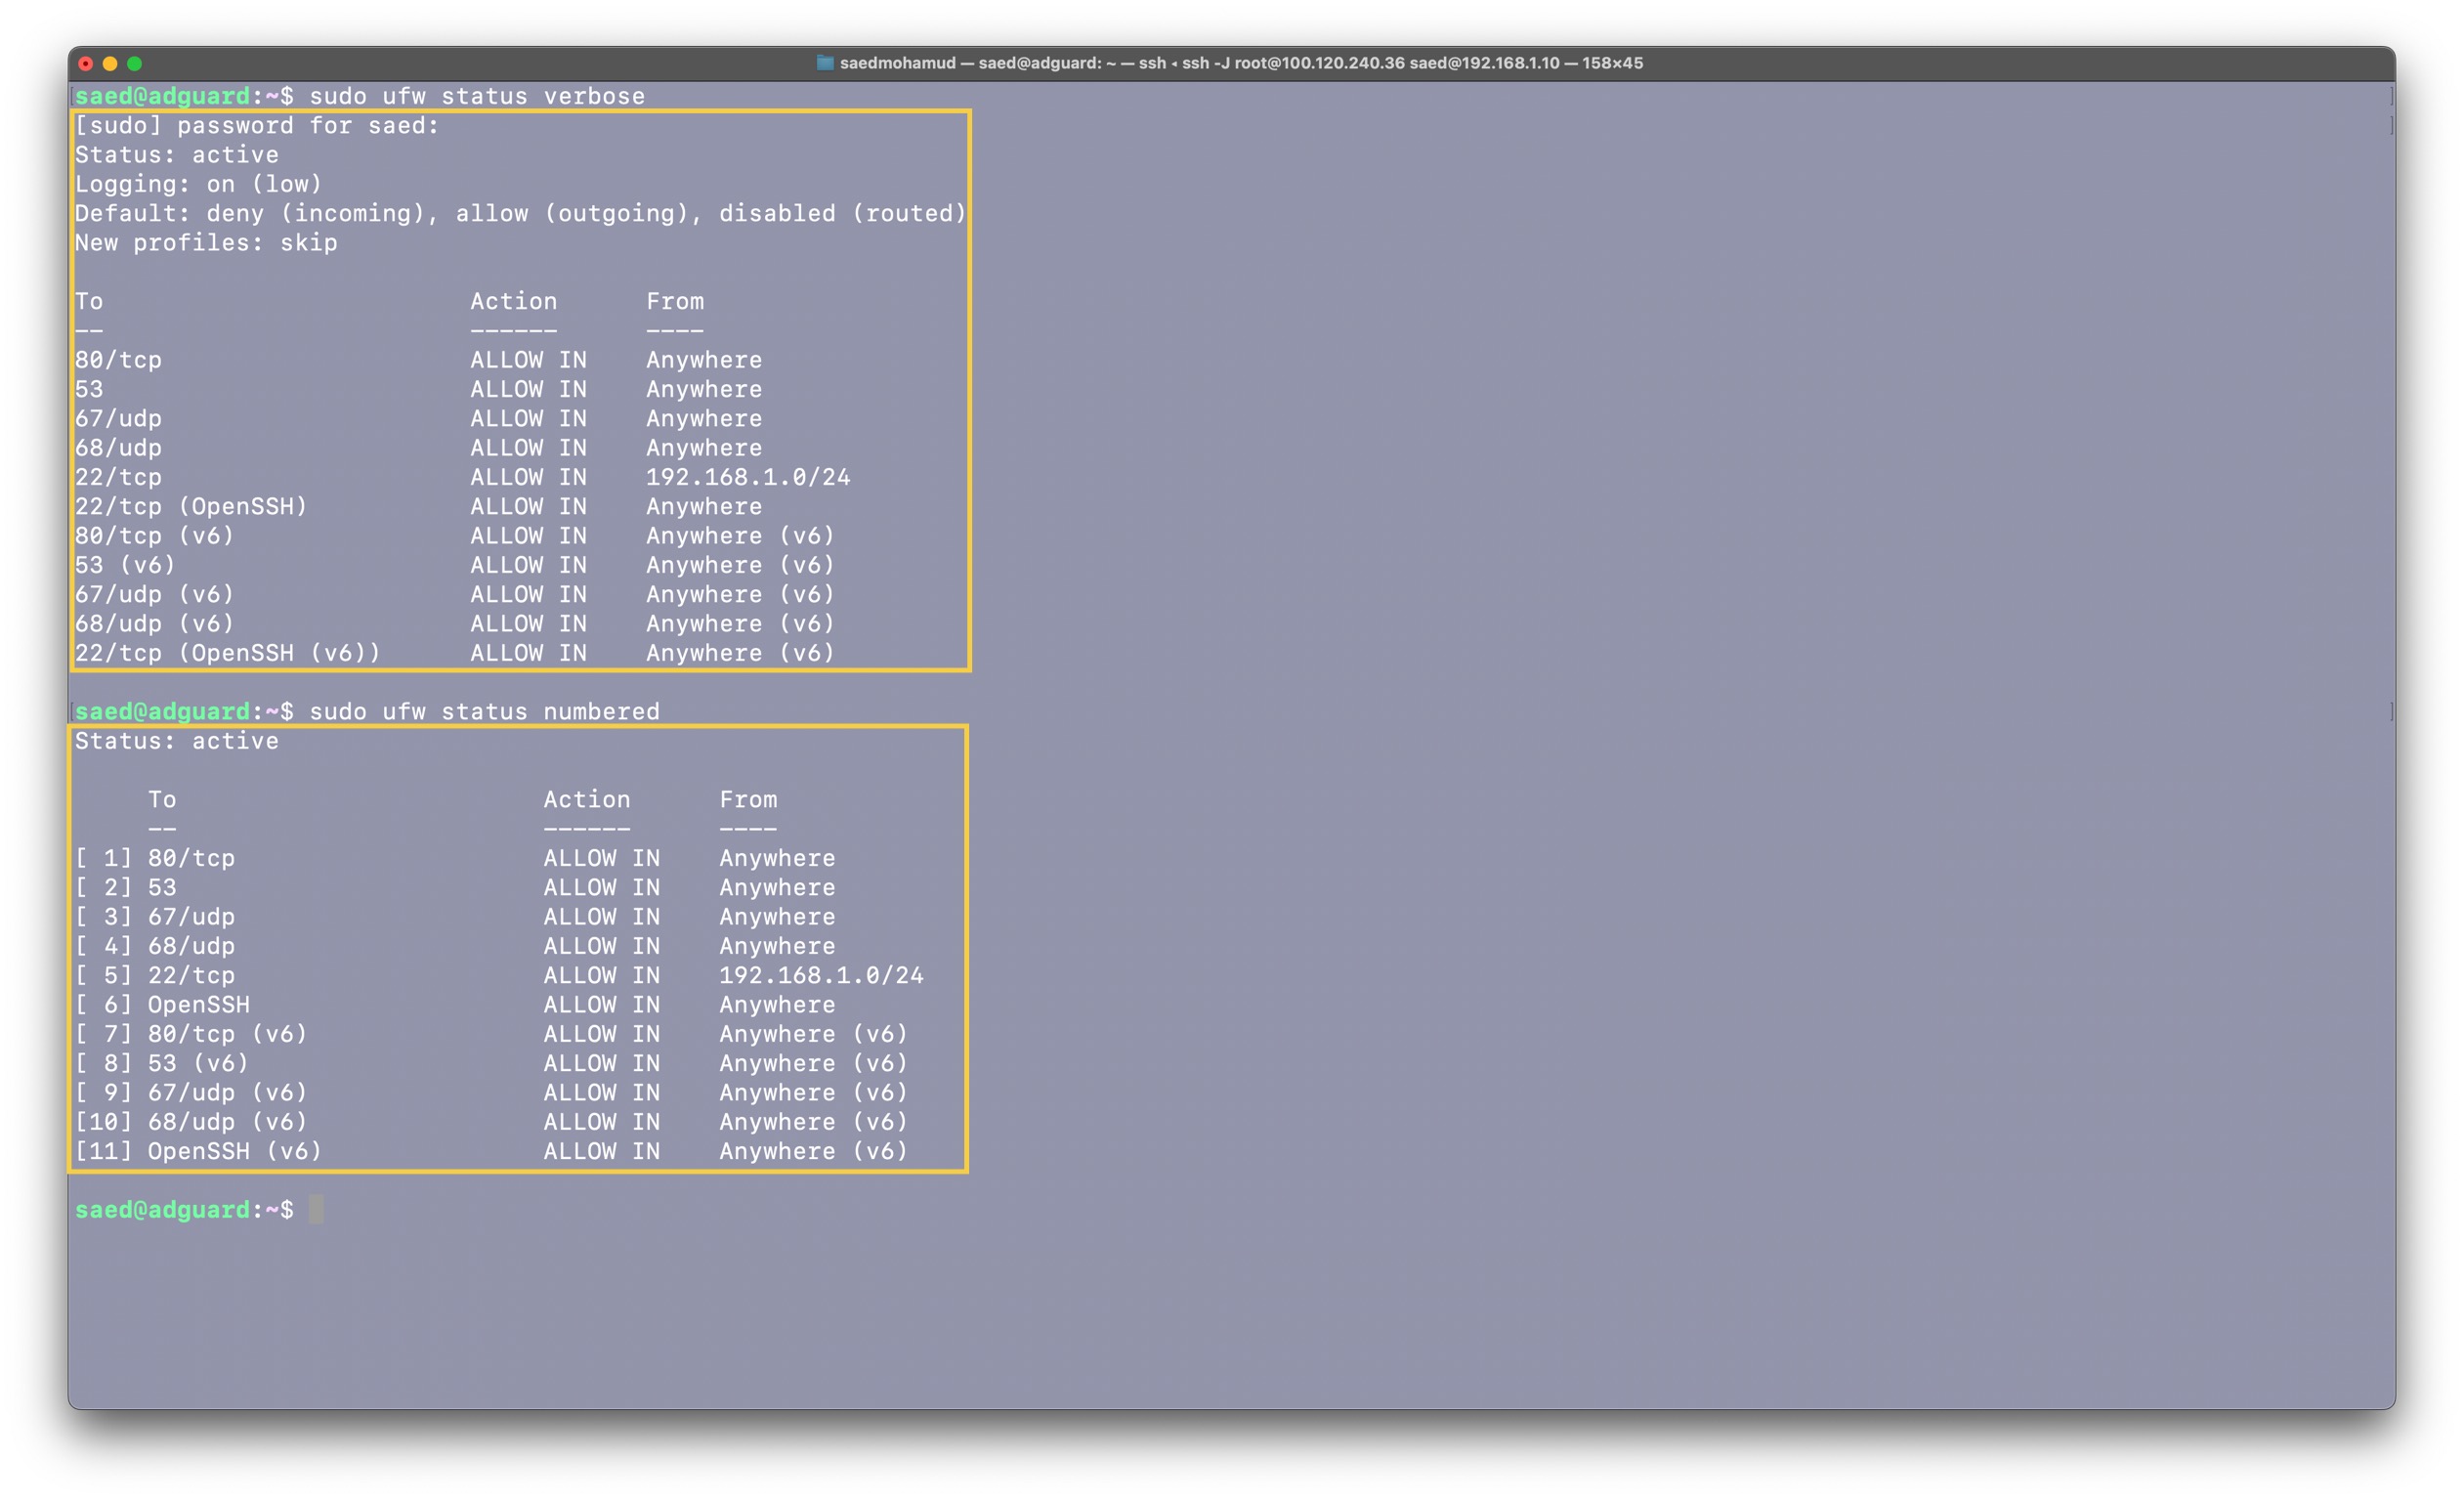 saedmohamud — saed@adguard: ~ — ssh ◂ ssh -J root@100.120.240.36 saed@192.168.1.10 — 158×45
saed@adguard:~$ sudo ufw status verbose
[sudo] password for saed:
Status: active
Logging: on (low)
Default: deny (incoming), allow (outgoing), disabled (routed)
New profiles: skip
To                         Action      From
--                         ------      ----
80/tcp                     ALLOW IN    Anywhere
53                         ALLOW IN    Anywhere
67/udp                     ALLOW IN    Anywhere
68/udp                     ALLOW IN    Anywhere
22/tcp                     ALLOW IN    192.168.1.0/24
22/tcp (OpenSSH)           ALLOW IN    Anywhere
80/tcp (v6)                ALLOW IN    Anywhere (v6)
53 (v6)                    ALLOW IN    Anywhere (v6)
67/udp (v6)                ALLOW IN    Anywhere (v6)
68/udp (v6)                ALLOW IN    Anywhere (v6)
22/tcp (OpenSSH (v6))      ALLOW IN    Anywhere (v6)
saed@adguard:~$ sudo ufw status numbered
Status: active
     To                         Action      From
     --                         ------      ----
[ 1] 80/tcp                     ALLOW IN    Anywhere
[ 2] 53                         ALLOW IN    Anywhere
[ 3] 67/udp                     ALLOW IN    Anywhere
[ 4] 68/udp                     ALLOW IN    Anywhere
[ 5] 22/tcp                     ALLOW IN    192.168.1.0/24
[ 6] OpenSSH                    ALLOW IN    Anywhere
[ 7] 80/tcp (v6)                ALLOW IN    Anywhere (v6)
[ 8] 53 (v6)                    ALLOW IN    Anywhere (v6)
[ 9] 67/udp (v6)                ALLOW IN    Anywhere (v6)
[10] 68/udp (v6)                ALLOW IN    Anywhere (v6)
[11] OpenSSH (v6)               ALLOW IN    Anywhere (v6)
saed@adguard:~$